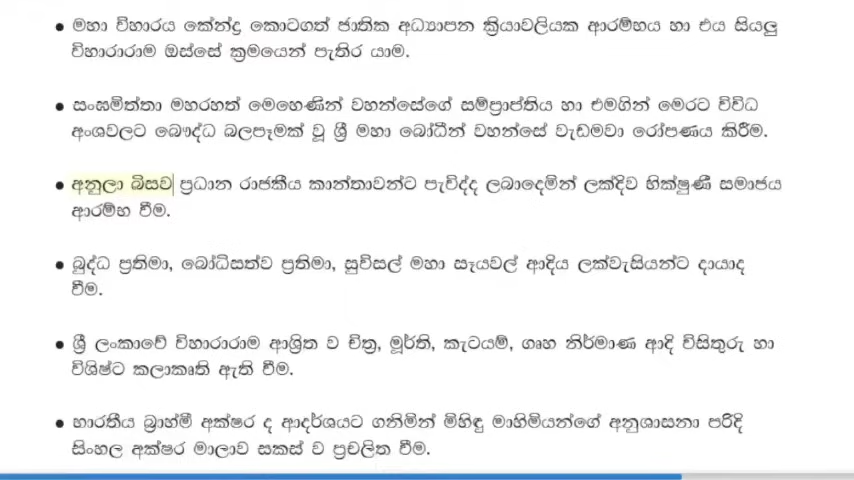 • මහා විහාරය කේන්ද්‍ර කොටගත් ජාතික අධ්‍යාපන ක්‍රියාවලියක ආරම්භය හා එය සියලු
විහාරාරාම ඔස්සේ ක්‍රමයෙන් පැතිර යාම.
• සංඝමිත්තා මහරහත් මෙහෙණින් වහන්සේගේ සම්ප්‍රාප්තිය හා එමගින් මෙරට විවිධ
අංශවලට බෞද්ධ බලපෑමක් වූ ශ්‍රී මහා බෝධීන් වහන්සේ වැඩමවා රෝපණය කිරීම.
• අනුලා බිසව ප්‍රධාන රාජකීය කාන්තාවන්ට පැවිද්ද ලබාදෙමින් ලක්දිව භික්ෂුණී සමාජය
ආරම්භ වීම.
• බුද්ධ ප්‍රතිමා, බෝධිසත්ව ප්‍රතිමා, සුවිසල් මහා සෑයවල් ආදිය ලක්වැසියන්ට දායාද
වීම.
• ශ්‍රී ලංකාවේ විහාරාරාම ආශ්‍රිත ව චිත්‍ර, මූර්ති, කැටයම්, ගෘහ නිර්මාණ ආදි විසිතුරු හා
විශිෂ්ට කලාකෘති ඇති වීම.
• භාරතීය බ්‍රාහ්මී අක්ෂර ද ආදර්ශයට ගනිමින් මිහිඳු මාහිමියන්ගේ අනුශාසනා පරිදි
සිංහල අක්ෂර මාලාව සකස් ව ප්‍රචලිත වීම.